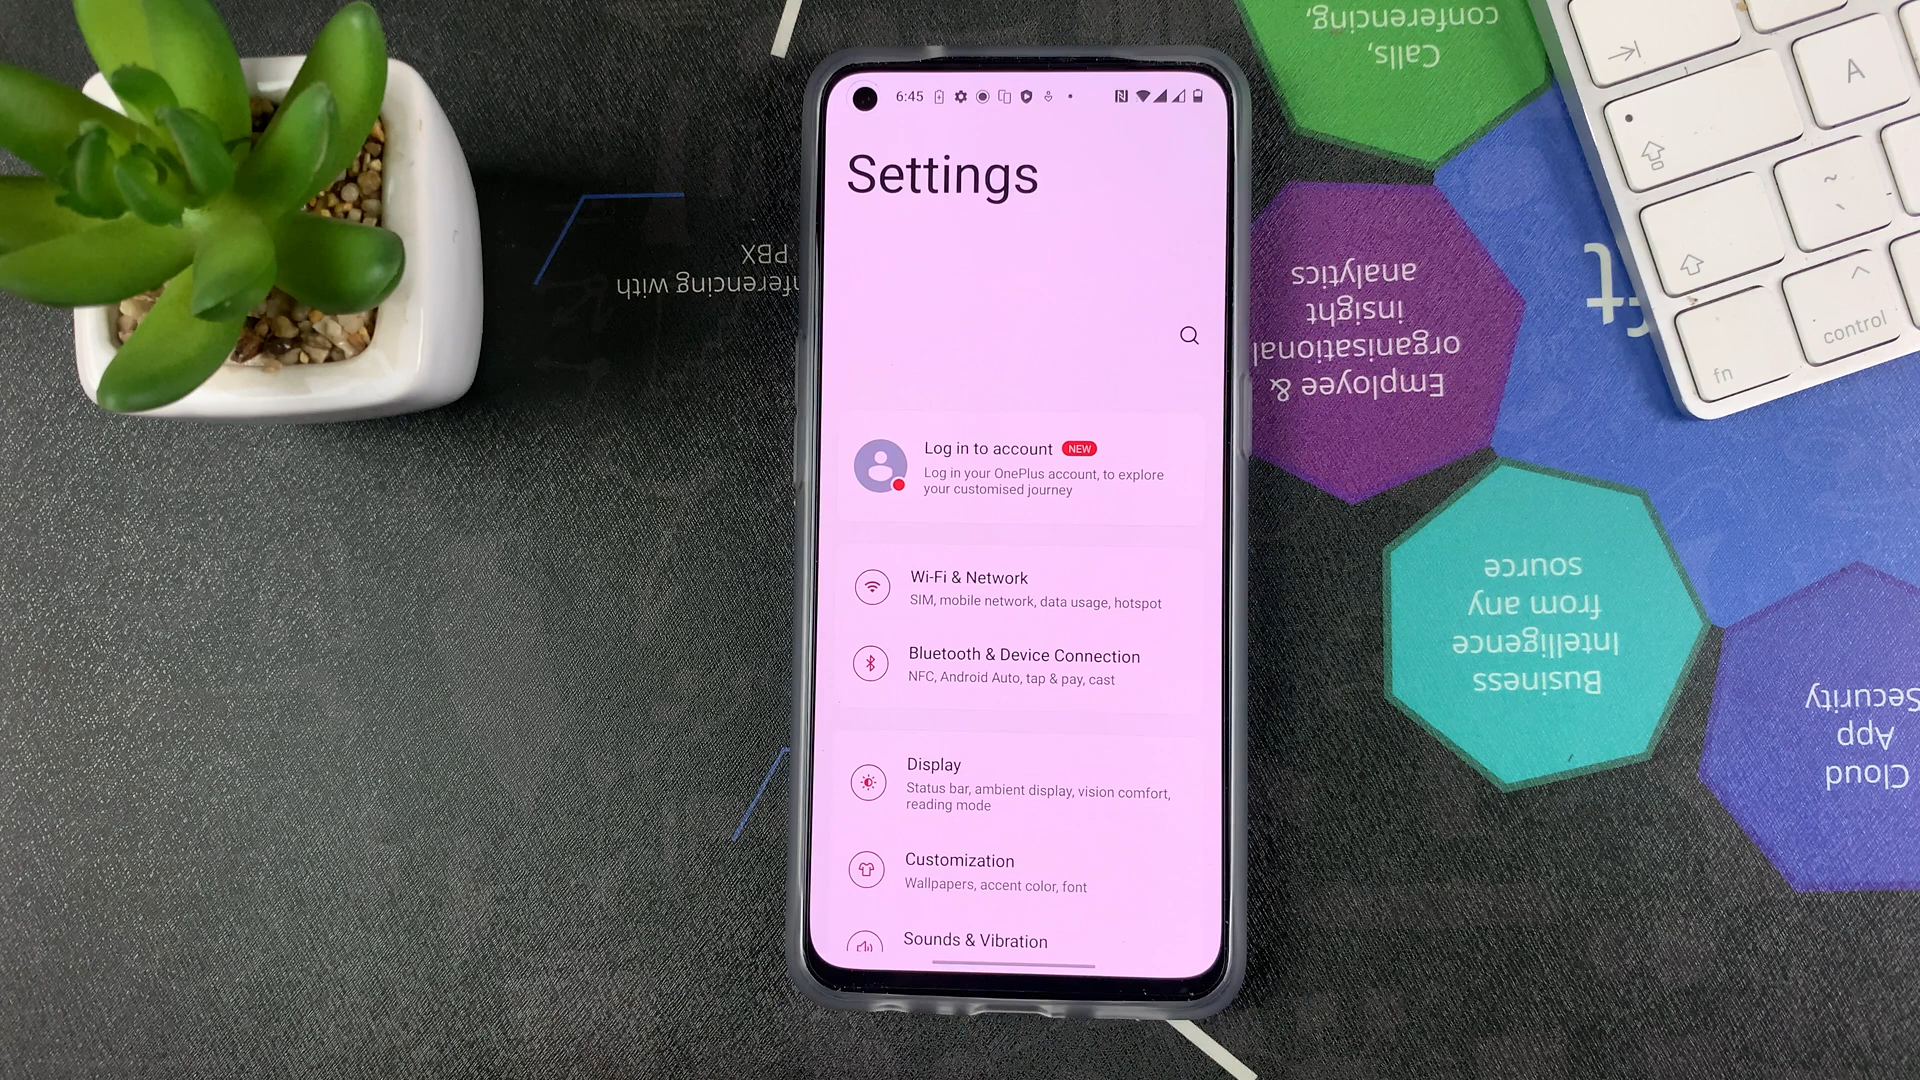 6:45
Settings
Log in to account NEW
Log in your OnePlus account, to explore
your customised journey
Wi-Fi & Network
SIM, mobile network, data usage, hotspot
Bluetooth & Device Connection
NFC, Android Auto, tap & pay, cast
Display
Status bar, ambient display, vision comfort,
reading mode
Customization
Wallpapers, accent color, font
Sounds & Vibration
ferencing with
PBX
Calls,
conferencing,
Employee &
organisational
insight
analytics
Business
Intelligence
from any
source
Cloud
App
Security
ft
A
~
control
fn